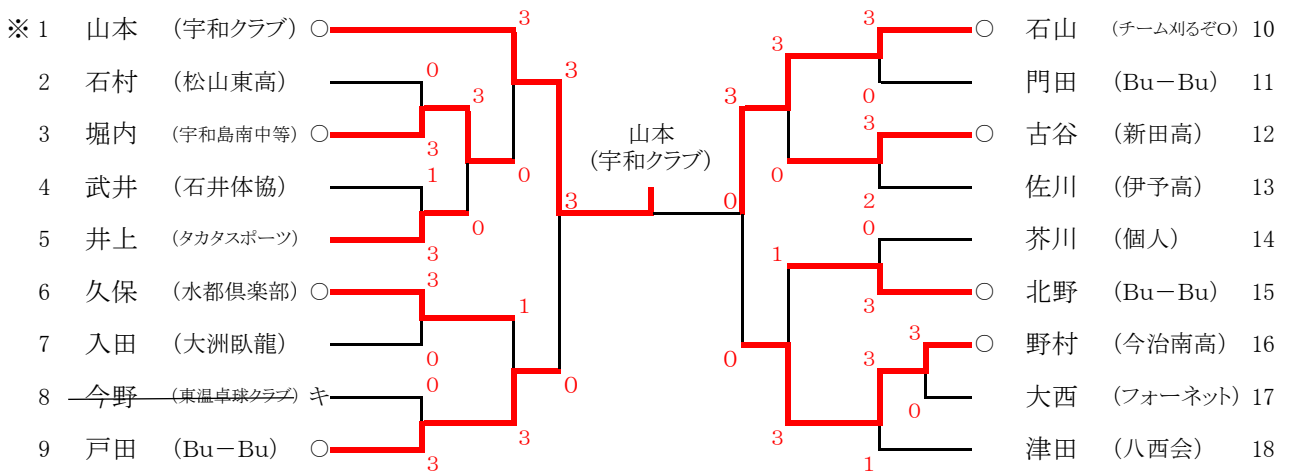 ※ 1 山本 (宇和クラブ) ○
2 石村 (松山東高)
3 堀内 (宇和島南中等) ○
4 武井 (石井体協)
5 井上 (タカタスポーツ)
6 久保 (水都倶楽部) ○
7 入田 (大洲臥龍)
8 今野 (東温卓球クラブ) キ
9 戸田 (Bu-Bu) ○
3
0
3
3
3
1
0
3
0
3
3
1
0
0
0
3
3
山本
(宇和クラブ)
3
3
3
0
3
0
0
2
0
1
3
3
3
0
0
3
1
石山 (チーム刈るぞO) 10
門田 (Bu-Bu) 11
○ 古谷 (新田高) 12
佐川 (伊予高) 13
芥川 (個人) 14
○ 北野 (Bu-Bu) 15
○ 野村 (今治南高) 16
大西 (フォーネット) 17
津田 (八西会) 18